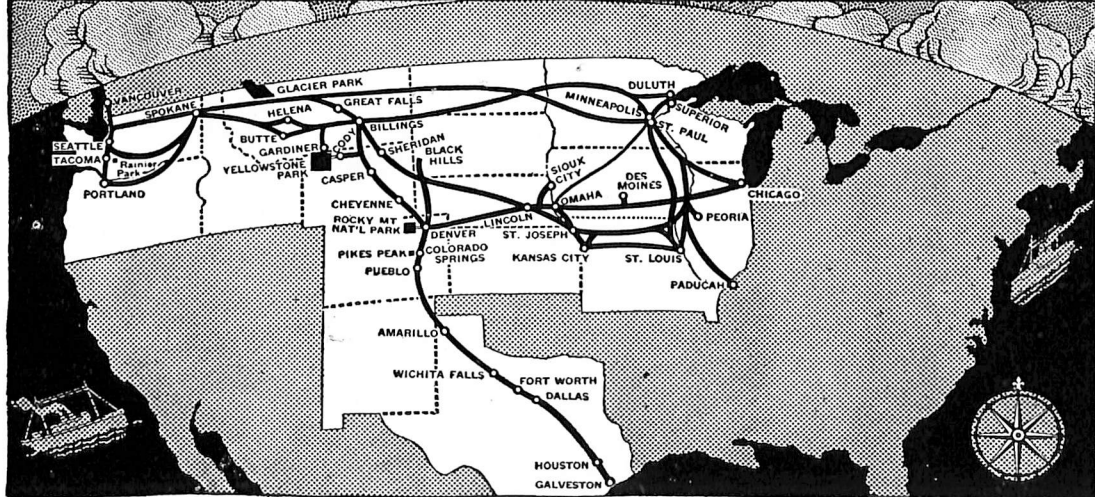 VANCOUVER
SPOKANE
GLACIER PARK
GREAT FALLS
HELENA
BUTTE
BILLINGS
GARDINER
CODY
SHERIDAN
YELLOWSTONE
PARK
BLACK
HILLS
SEATTLE
TACOMA
Rainier
Park
PORTLAND
CASPER
CHEYENNE
ROCKY MT
NAT'L PARK
DENVER
PIKES PEAK
COLORADO
SPRINGS
PUEBLO
AMARILLO
WICHITA FALLS
FORT WORTH
DALLAS
HOUSTON
GALVESTON
DULUTH
SUPERIOR
MINNEAPOLIS
ST. PAUL
SIOUX
CITY
DES
MOINES
OMAHA
LINCOLN
CHICAGO
PEORIA
ST. JOSEPH
KANSAS CITY
ST. LOUIS
PADUCAH